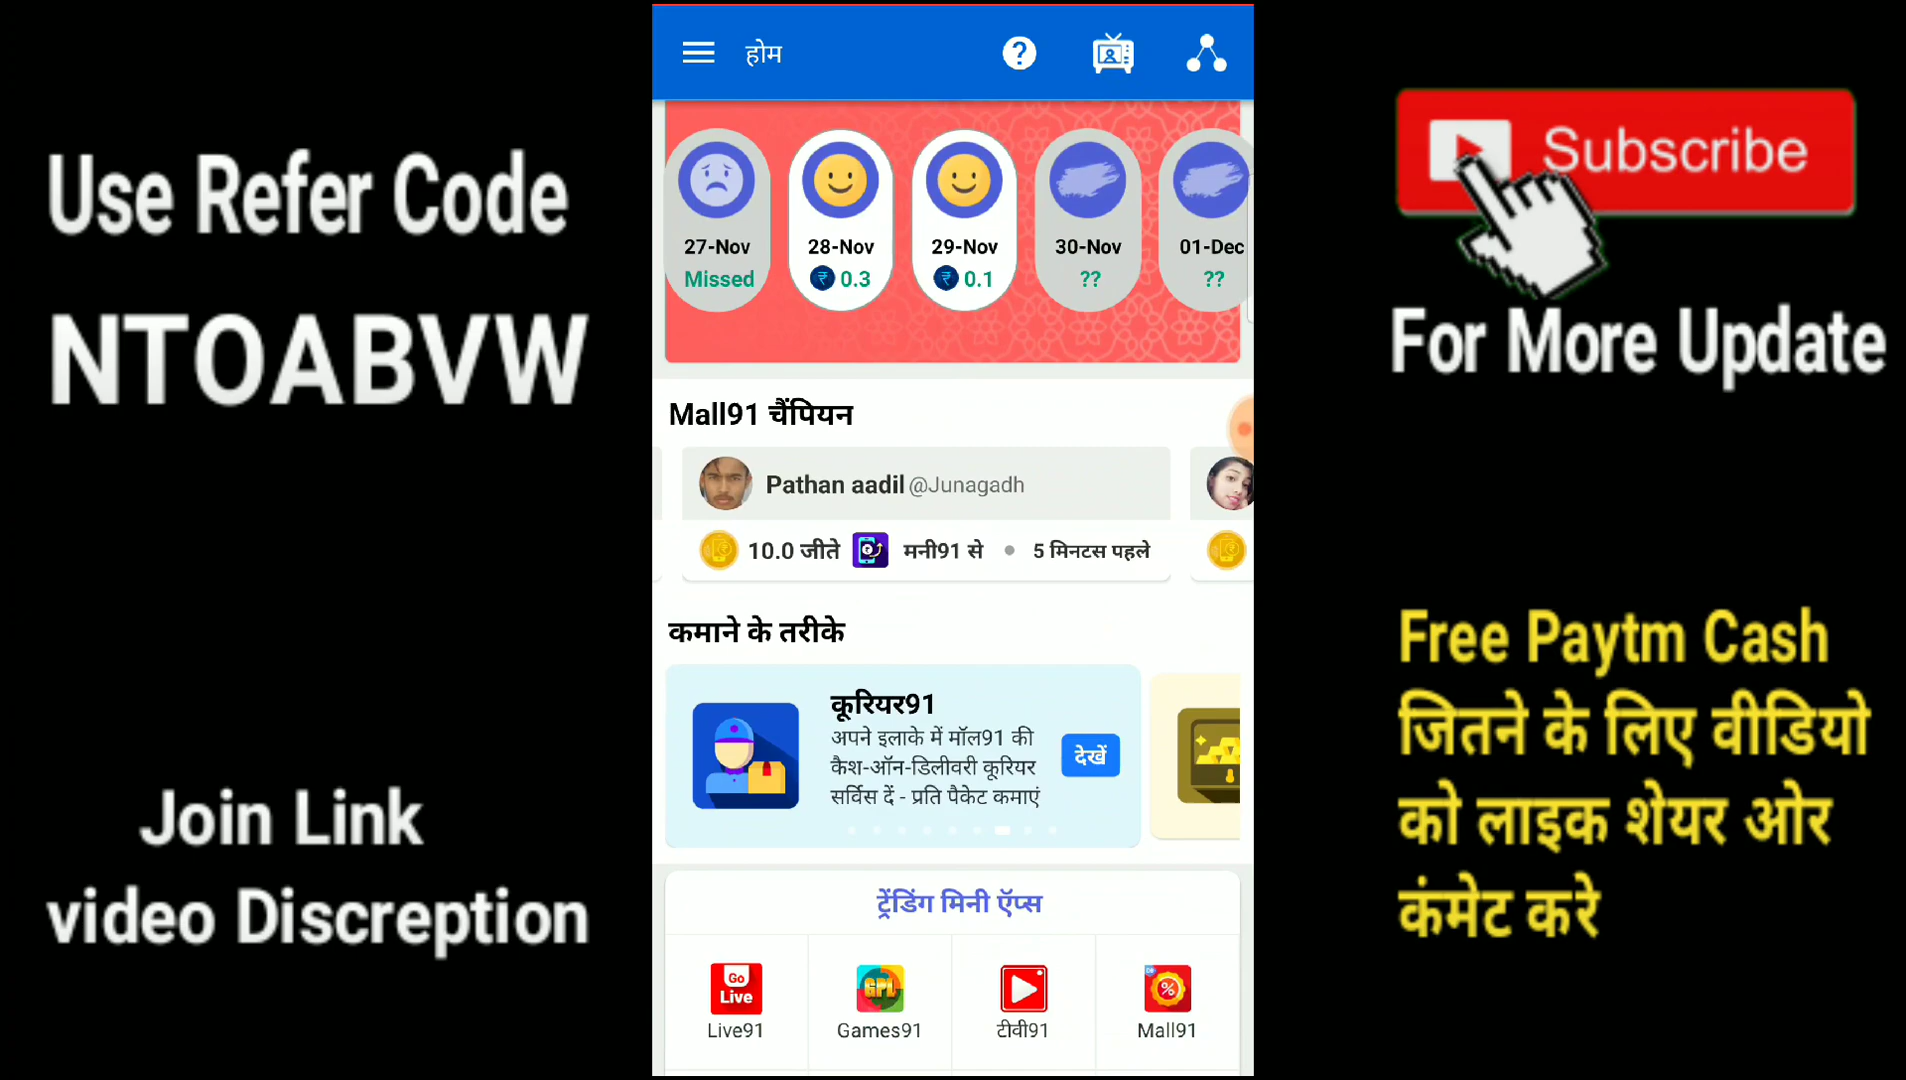 Use Refer Code
NTOABVW
Join Link
video Discreption
होम
27-Nov
Missed
28-Nov
0.3
29-Nov
0.1
30-Nov
??
01-Dec
??
Mall91 चैंपियन
Pathan aadil @Junagadh
10.0 जीते मनी91 से • 5 मिनटस पहले
कमाने के तरीके
कूरियर91
अपने इलाके में मॉल91 की
कैश-ऑन-डिलीवरी कूरियर
सर्विस दें - प्रति पैकेट कमाएं
देखें
ट्रेंडिंग मिनी ऍप्स
Go
Live
GPL
Live91
Games91
टीवी91
Mall91
Subscribe
For More Update
Free Paytm Cash
जितने के लिए वीडियो
को लाइक शेयर ओर
कंमेट करे